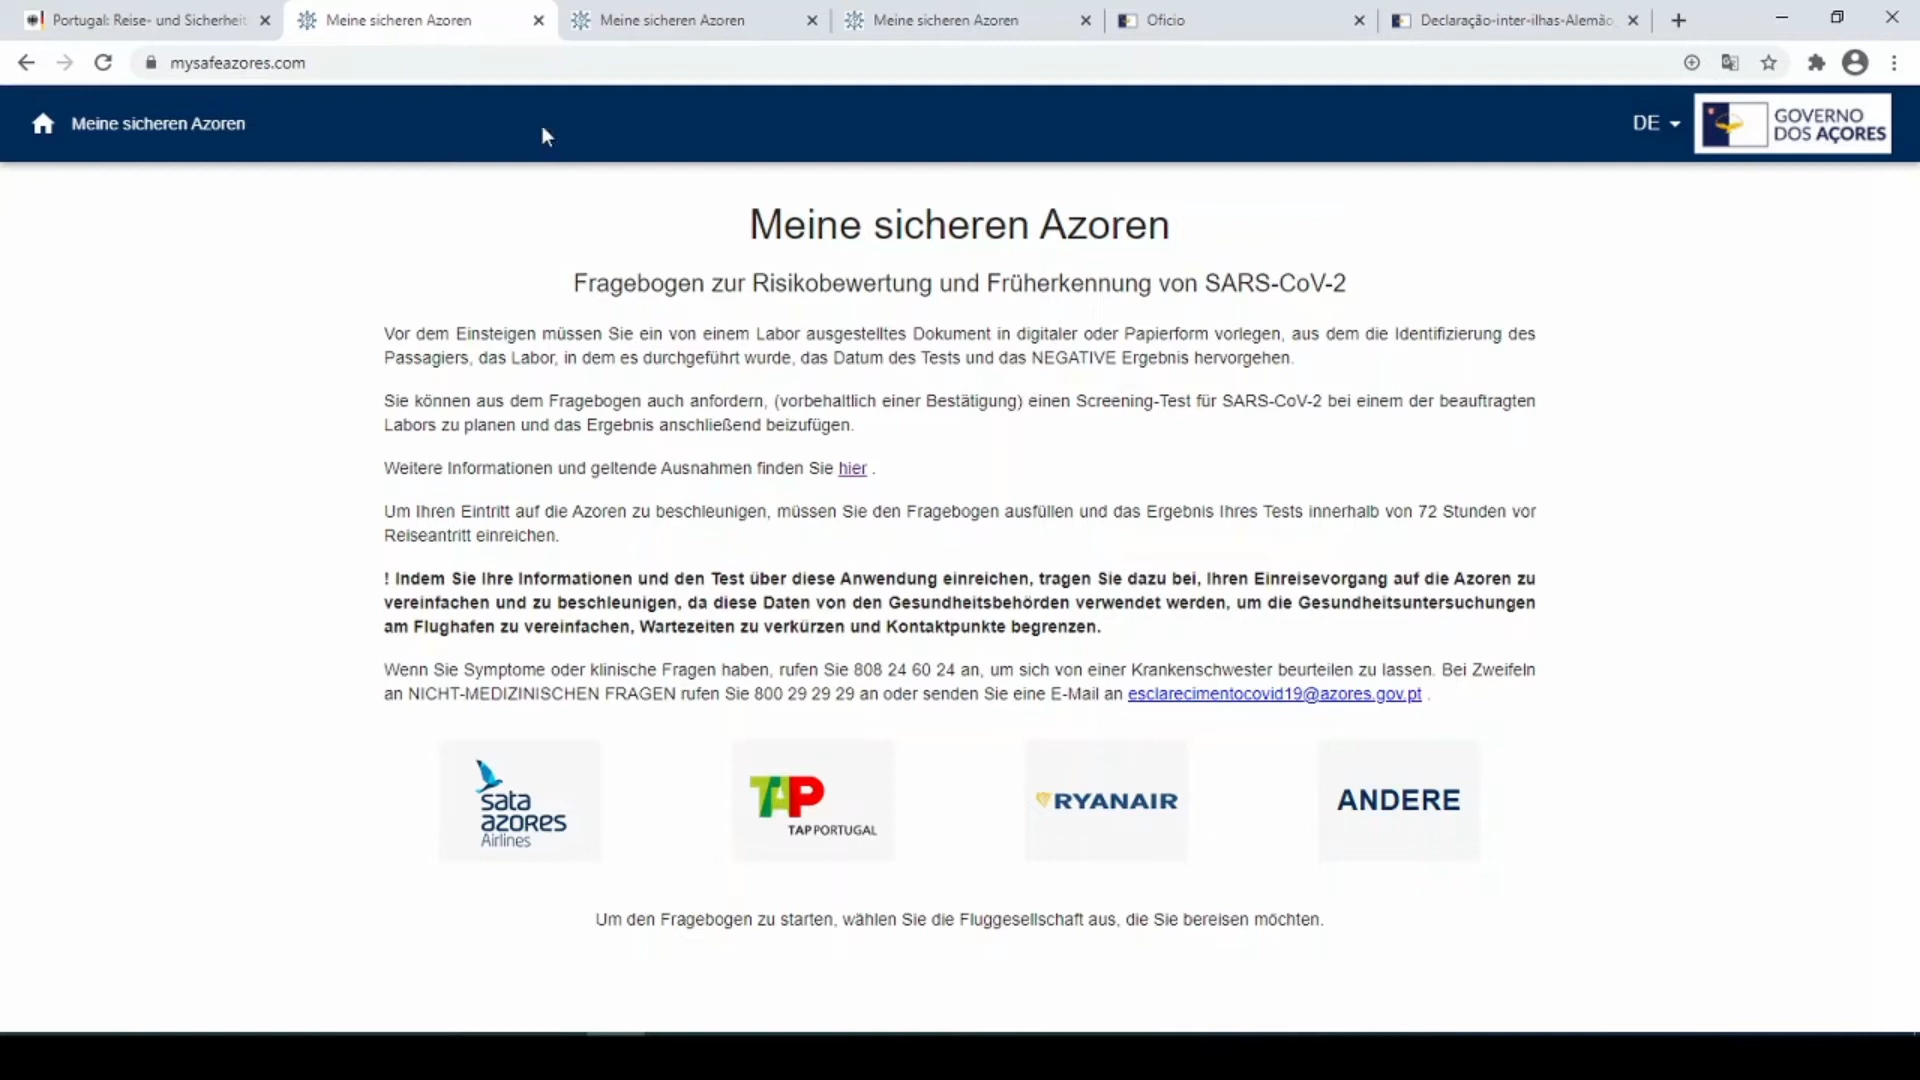 Portugal: Reise- und Sicherheit
Meine sicheren Azoren
Meine sicheren Azoren
Meine sicheren Azoren
Oficio
Declaração-inter-ilhas-Alemão
mysafeazores.com
Meine sicheren Azoren
DE
GOVERNO
DOS AÇORES
Meine sicheren Azoren
Fragebogen zur Risikobewertung und Früherkennung von SARS-CoV-2
Vor dem Einsteigen müssen Sie ein von einem Labor ausgestelltes Dokument in digitaler oder Papierform vorlegen, aus dem die Identifizierung des
Passagiers, das Labor, in dem es durchgeführt wurde, das Datum des Tests und das NEGATIVE Ergebnis hervorgehen.
Sie können aus dem Fragebogen auch anfordern, (vorbehaltlich einer Bestätigung) einen Screening-Test für SARS-CoV-2 bei einem der beauftragten
Labors zu planen und das Ergebnis anschließend beizufügen.
Weitere Informationen und geltende Ausnahmen finden Sie hier .
Um Ihren Eintritt auf die Azoren zu beschleunigen, müssen Sie den Fragebogen ausfüllen und das Ergebnis Ihres Tests innerhalb von 72 Stunden vor
Reiseantritt einreichen.
! Indem Sie Ihre Informationen und den Test über diese Anwendung einreichen, tragen Sie dazu bei, Ihren Einreisevorgang auf die Azoren zu
vereinfachen und zu beschleunigen, da diese Daten von den Gesundheitsbehörden verwendet werden, um die Gesundheitsuntersuchungen
am Flughafen zu vereinfachen, Wartezeiten zu verkürzen und Kontaktpunkte begrenzen.
Wenn Sie Symptome oder klinische Fragen haben, rufen Sie 808 24 60 24 an, um sich von einer Krankenschwester beurteilen zu lassen. Bei Zweifeln
an NICHT-MEDIZINISCHEN FRAGEN rufen Sie 800 29 29 29 an oder senden Sie eine E-Mail an esclarecimentocovid19@azores.gov.pt .
sata
azores
Airlines
TAP
TAP PORTUGAL
RYANAIR
ANDERE
Um den Fragebogen zu starten, wählen Sie die Fluggesellschaft aus, die Sie bereisen möchten.